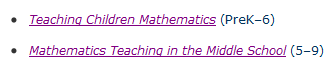 • Teaching Children Mathematics (PreK–6)
• Mathematics Teaching in the Middle School (5–9)